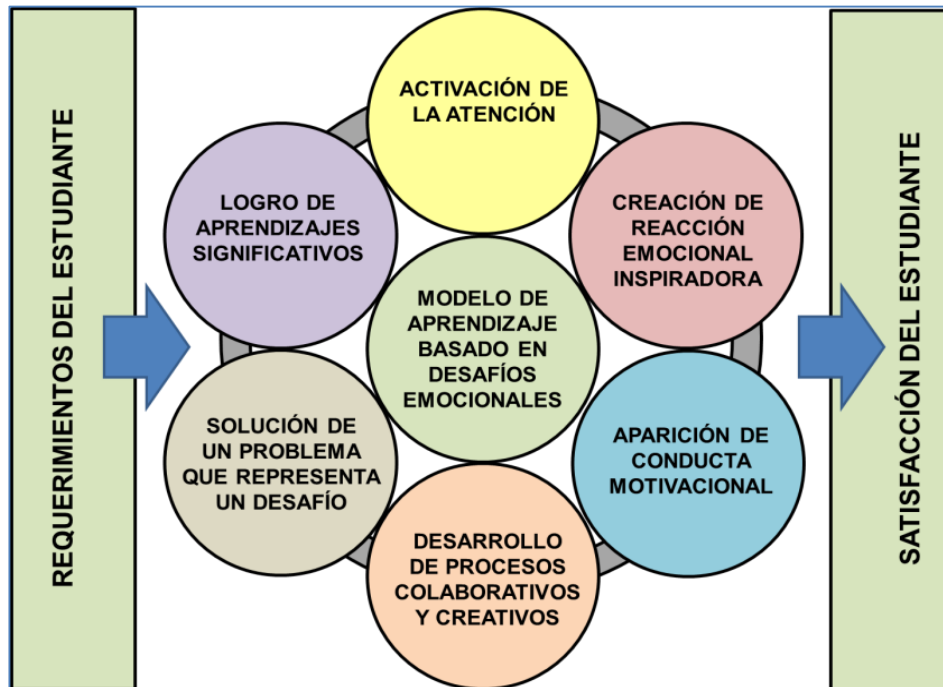 REQUERIMIENTOS DEL ESTUDIANTE
ACTIVACIÓN DE
LA ATENCIÓN
CREACIÓN DE
REACCIÓN
EMOCIONAL
INSPIRADORA
APARICIÓN DE
CONDUCTA
MOTIVACIONAL
DESARROLLO
DE PROCESOS
COLABORATIVOS
Y CREATIVOS
SOLUCIÓN DE
UN PROBLEMA
QUE REPRESENTA
UN DESAFÍO
LOGRO DE
APRENDIZAJES
SIGNIFICATIVOS
MODELO DE
APRENDIZAJE
BASADO EN
DESAFÍOS
EMOCIONALES
SATISFACCIÓN DEL ESTUDIANTE